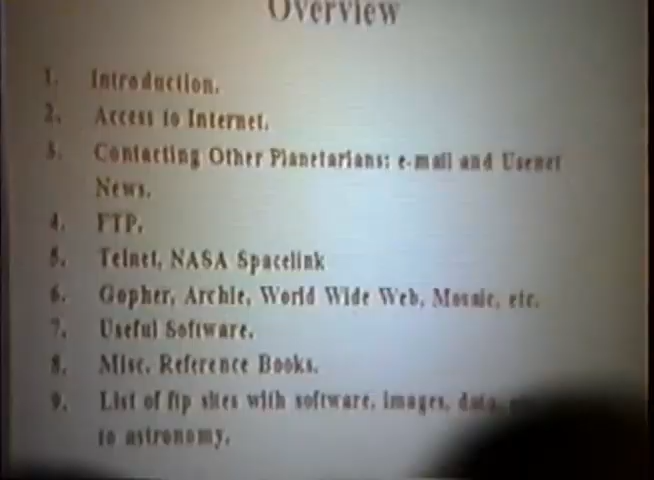 Overview
1. Introduction.
2. Access to Internet.
3. Contacting Other Planetarians: e-mail and Usenet
News.
4. FTP.
5. Telnet, NASA Spacelink
6. Gopher, Archie, World Wide Web, Mosaic, etc.
7. Useful Software.
8. Misc. Reference Books.
9. List of ftp sites with software, images, data,
to astronomy.